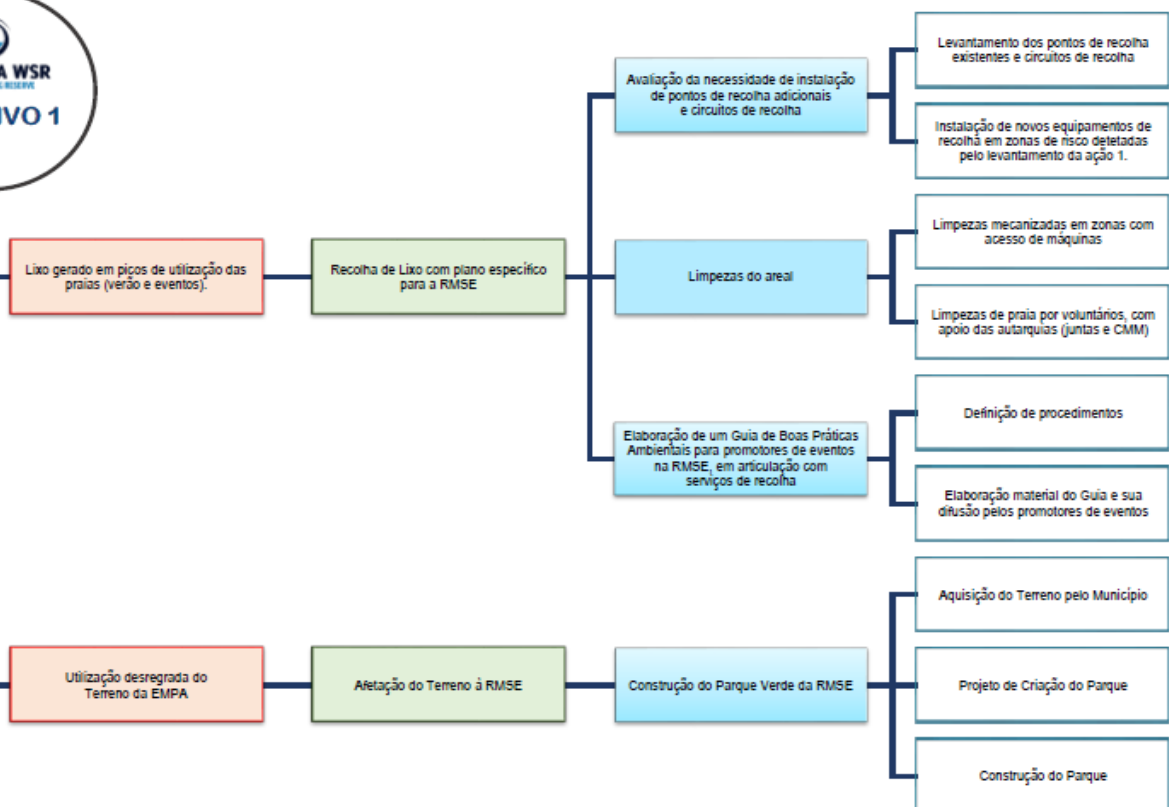 A WSR
RESERVE
IVO 1
Lixo gerado em picos de utilização das
praias (verão e eventos).
Recolha de Lixo com plano específico
para a RMSE
Avaliação da necessidade de instalação
de pontos de recolha adicionais
e circuitos de recolha
Levantamento dos pontos de recolha
existentes e circuitos de recolha
Instalação de novos equipamentos de
recolha em zonas de risco detetadas
pelo levantamento da ação 1.
Limpezas do areal
Limpezas mecanizadas em zonas com
acesso de máquinas
Limpezas de praia por voluntários, com
apoio das autarquias (juntas e CMM)
Elaboração de um Guia de Boas Práticas
Ambientais para promotores de eventos
na RMSE, em articulação com
serviços de recolha
Definição de procedimentos
Elaboração material do Guia e sua
difusão pelos promotores de eventos
Utilização desregrada do
Terreno da EMPA
Afetação do Terreno à RMSE
Construção do Parque Verde da RMSE
Aquisição do Terreno pelo Município
Projeto de Criação do Parque
Construção do Parque